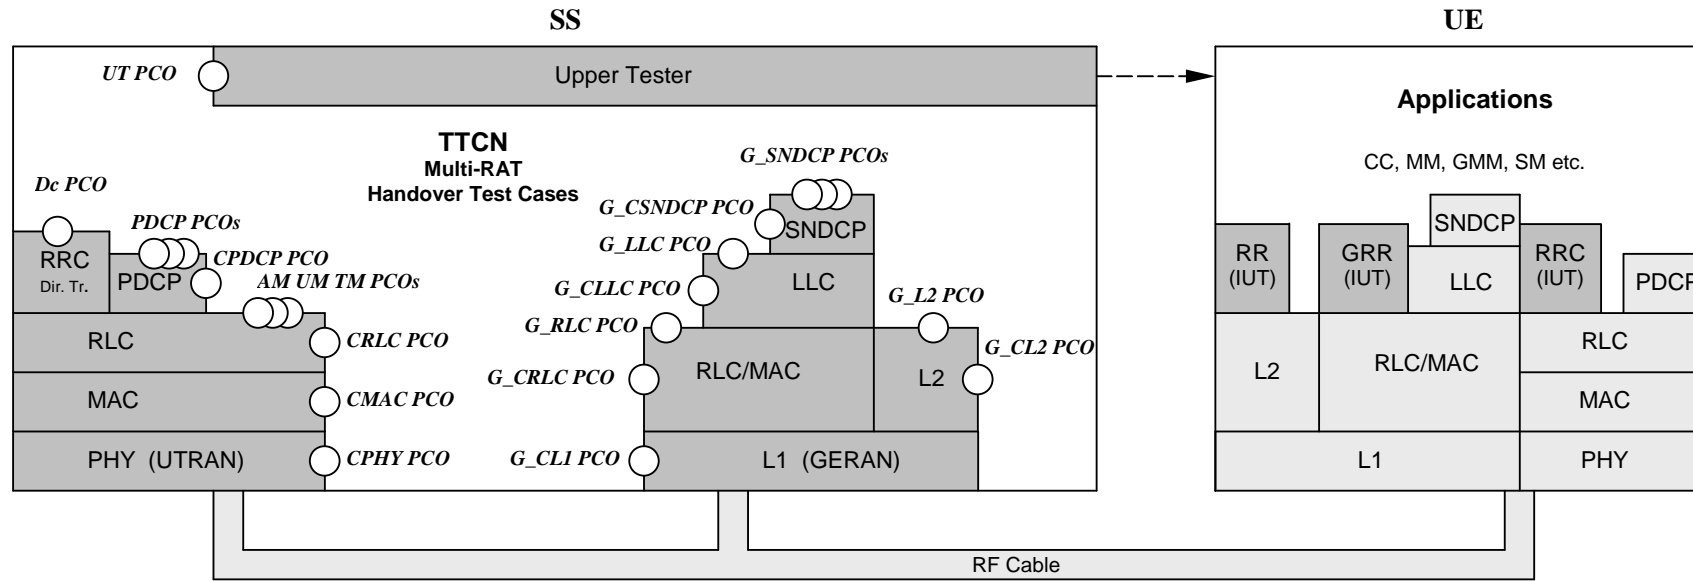 SS
UE
UT PCO
Upper Tester
Applications
TTCN
Multi-RAT
Handover Test Cases
G_SNDCP PCOs
CC, MM, GMM, SM etc.
Dc PCO
PDCP PCOs
G_CSNDCP PCO
SNDCP
SNDCP
CPDCP PCO
G_LLC PCO
RRC
Dir. Tr.
PDCP
AM UM TM PCOs
G_CLLC PCO
LLC
G_L2 PCO
RR
(IUT)
GRR
(IUT)
LLC
RRC
(IUT)
PDCP
RLC
CRLC PCO
G_RLC PCO
G_CL2 PCO
RLC
G_CRLC PCO
RLC/MAC
L2
L2
RLC/MAC
MAC
CMAC PCO
MAC
PHY (UTRAN)
CPHY PCO
G_CL1 PCO
L1 (GERAN)
L1
PHY
RF Cable